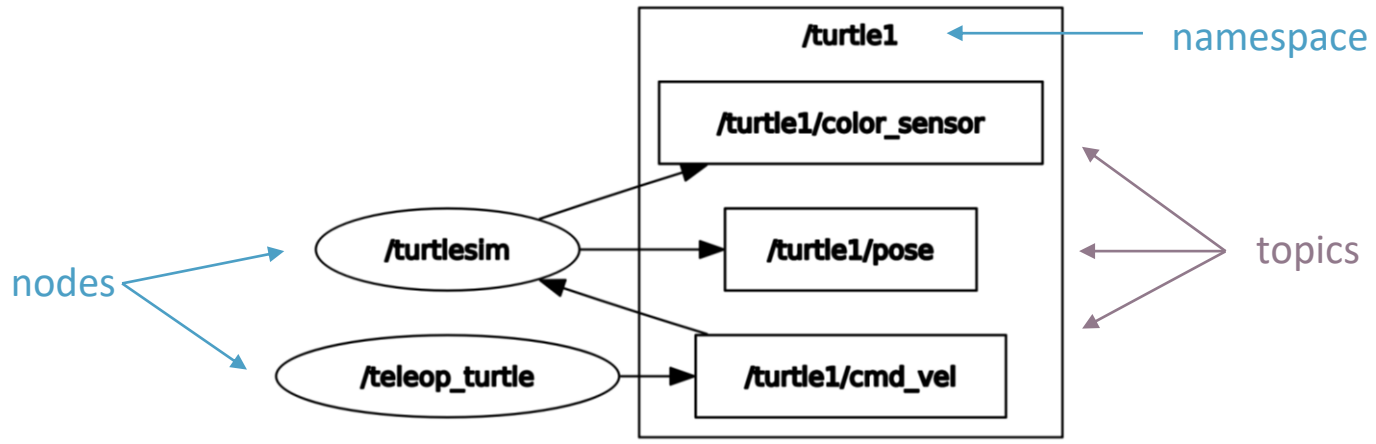 /turtle1
namespace
/turtle1/color_sensor
/turtlesim
/turtle1/pose
topics
nodes
/teleop_turtle
/turtle1/cmd_vel